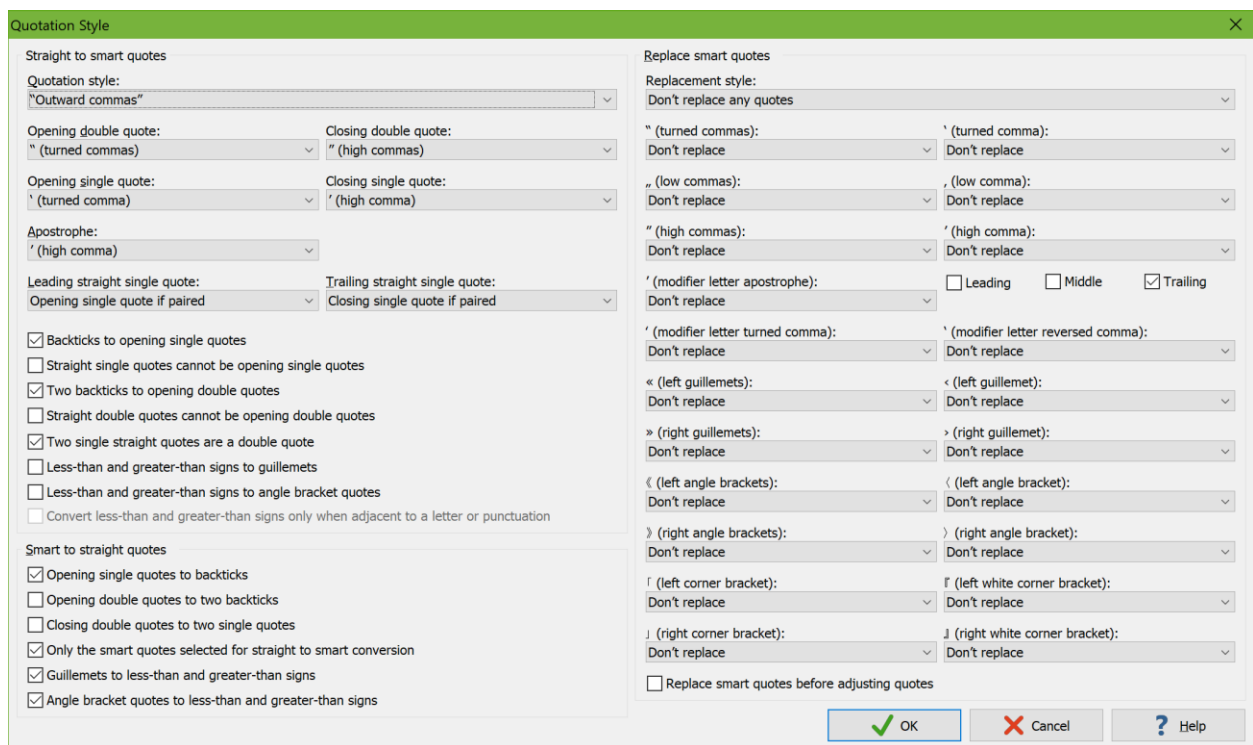 Quotation Style
Straight to smart quotes
Quotation style:
“Outward commas”
Opening double quote:
“ (turned commas)
Closing double quote:
” (high commas)
Opening single quote:
‘ (turned comma)
Closing single quote:
’ (high comma)
Apostrophe:
’ (high comma)
Leading straight single quote:
Opening single quote if paired
Trailing straight single quote:
Closing single quote if paired
Backticks to opening single quotes
Straight single quotes cannot be opening single quotes
Two backticks to opening double quotes
Straight double quotes cannot be opening double quotes
Two single straight quotes are a double quote
Less-than and greater-than signs to guillemets
Less-than and greater-than signs to angle bracket quotes
Convert less-than and greater-than signs only when adjacent to a letter or punctuation
Smart to straight quotes
Opening single quotes to backticks
Opening double quotes to two backticks
Closing double quotes to two single quotes
Only the smart quotes selected for straight to smart conversion
Guillemets to less-than and greater-than signs
Angle bracket quotes to less-than and greater-than signs
Replace smart quotes
Replacement style:
Don’t replace any quotes
“ (turned commas):
Don’t replace
‘ (turned comma):
Don’t replace
„ (low commas):
Don’t replace
‚ (low comma):
Don’t replace
” (high commas):
Don’t replace
’ (high comma):
Don’t replace
ʼ (modifier letter apostrophe):
Don’t replace
Leading
Middle
Trailing
ʻ (modifier letter turned comma):
Don’t replace
ʽ (modifier letter reversed comma):
Don’t replace
« (left guillemets):
Don’t replace
‹ (left guillemet):
Don’t replace
» (right guillemets):
Don’t replace
› (right guillemet):
Don’t replace
《 (left angle brackets):
Don’t replace
〈 (left angle bracket):
Don’t replace
》 (right angle brackets):
Don’t replace
〉 (right angle bracket):
Don’t replace
「 (left corner bracket):
Don’t replace
『 (left white corner bracket):
Don’t replace
」 (right corner bracket):
Don’t replace
』 (right white corner bracket):
Don’t replace
Replace smart quotes before adjusting quotes
OK
Cancel
? Help